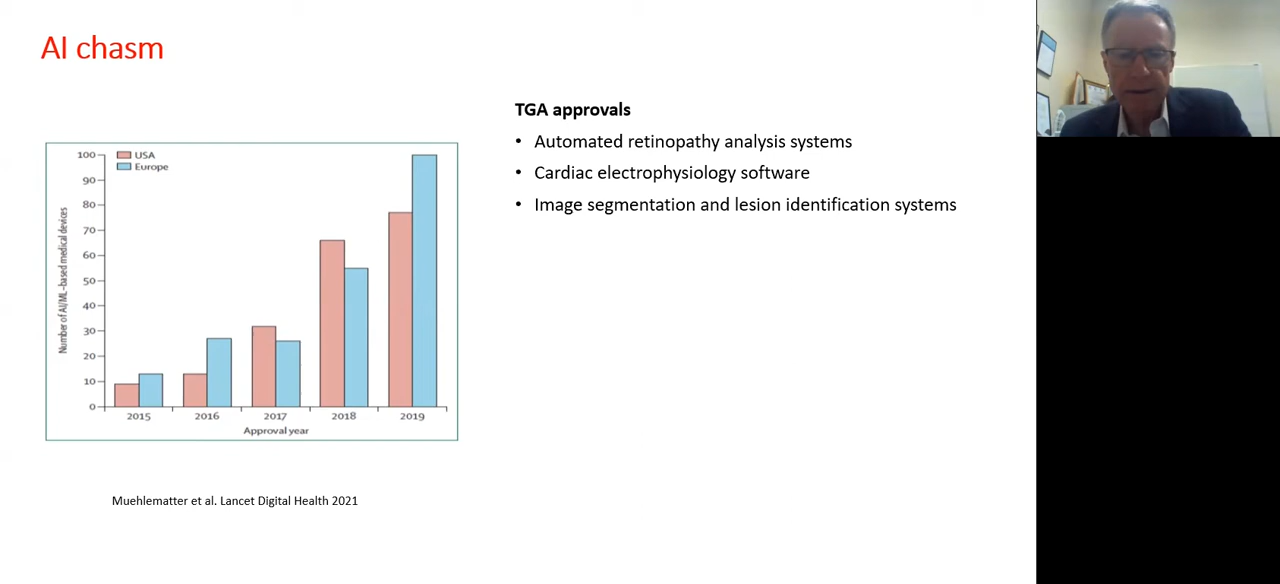 AI chasm
TGA approvals
• Automated retinopathy analysis systems
• Cardiac electrophysiology software
• Image segmentation and lesion identification systems
USA
Europe
Number of AI/ML-based medical devices
100
90
80
70
60
50
40
30
20
10
0
2015 2016 2017 2018 2019
Approval year
Muehlematter et al. Lancet Digital Health 2021